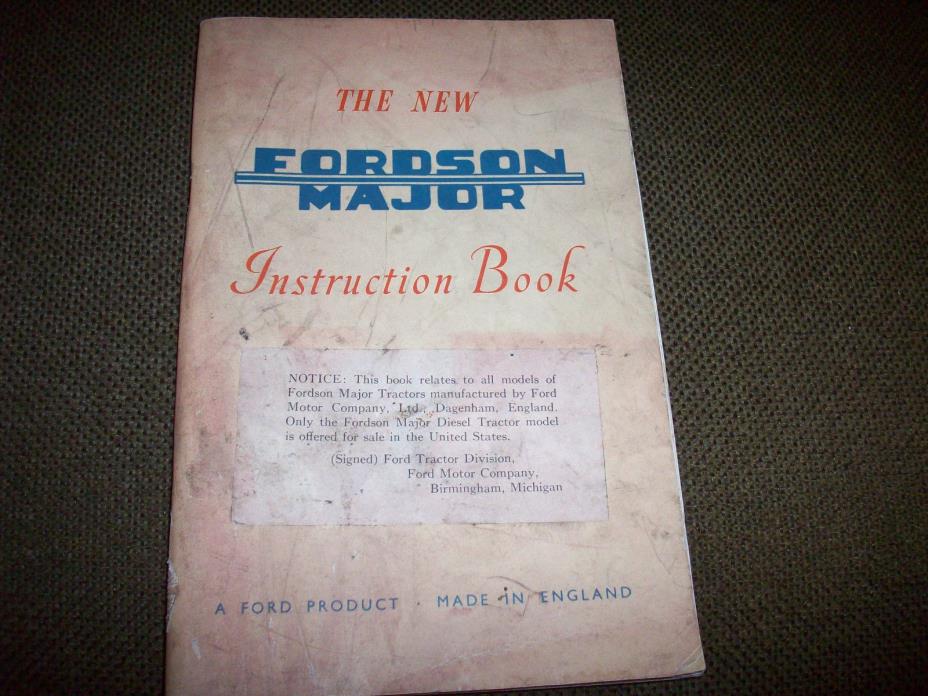 THE NEW
FORDSON
MAJOR
Instruction Book
NOTICE: This book relates to all models of
Fordson Major Tractors manufactured by Ford
Motor Company, Ltd., Dagenham, England.
Only the Fordson Major Diesel Tractor model
is offered for sale in the United States.
(Signed) Ford Tractor Division,
Ford Motor Company,
Birmingham, Michigan
A FORD PRODUCT · MADE IN ENGLAND